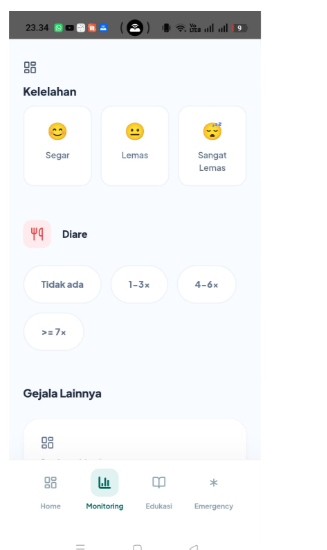 23.34
Kelelahan
Segar
Lemas
Sangat
Lemas
Diare
Tidak ada
1-3×
4-6×
>= 7×
Gejala Lainnya
Home
Monitoring
Edukasi
Emergency